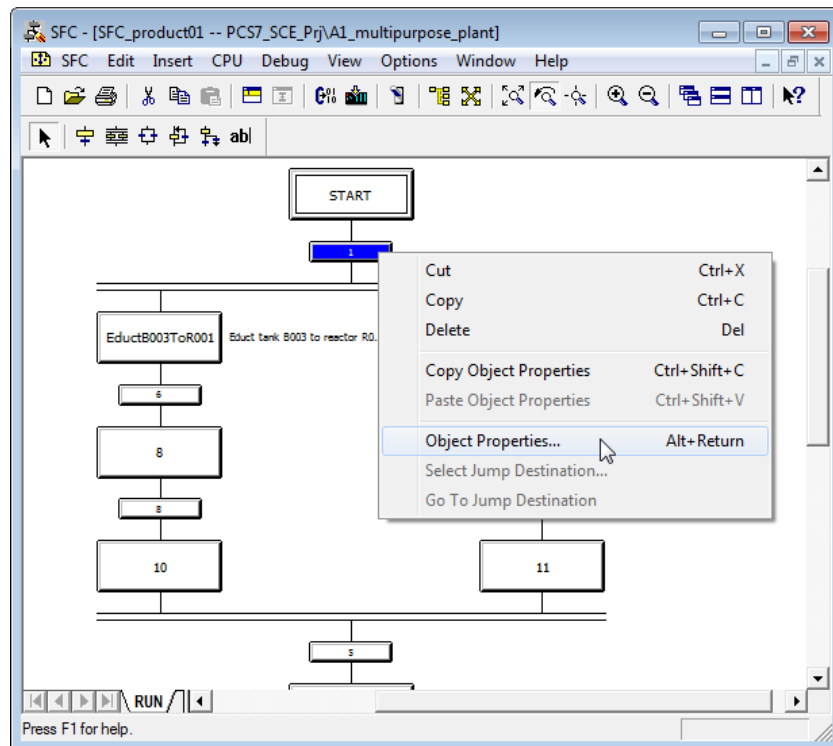 SFC - [SFC_product01 -- PCS7_SCE_Prj\A1_multipurpose_plant]
SFC Edit Insert CPU Debug View Options Window Help
ab|
START
1
Cut Ctrl+X
Copy Ctrl+C
Delete Del
Copy Object Properties Ctrl+Shift+C
Paste Object Properties Ctrl+Shift+V
Object Properties... Alt+Return
Select Jump Destination...
Go To Jump Destination
EductB003ToR001 Educt tank B003 to reactor R0..
6
8
8
10 11
5
RUN
Press F1 for help.